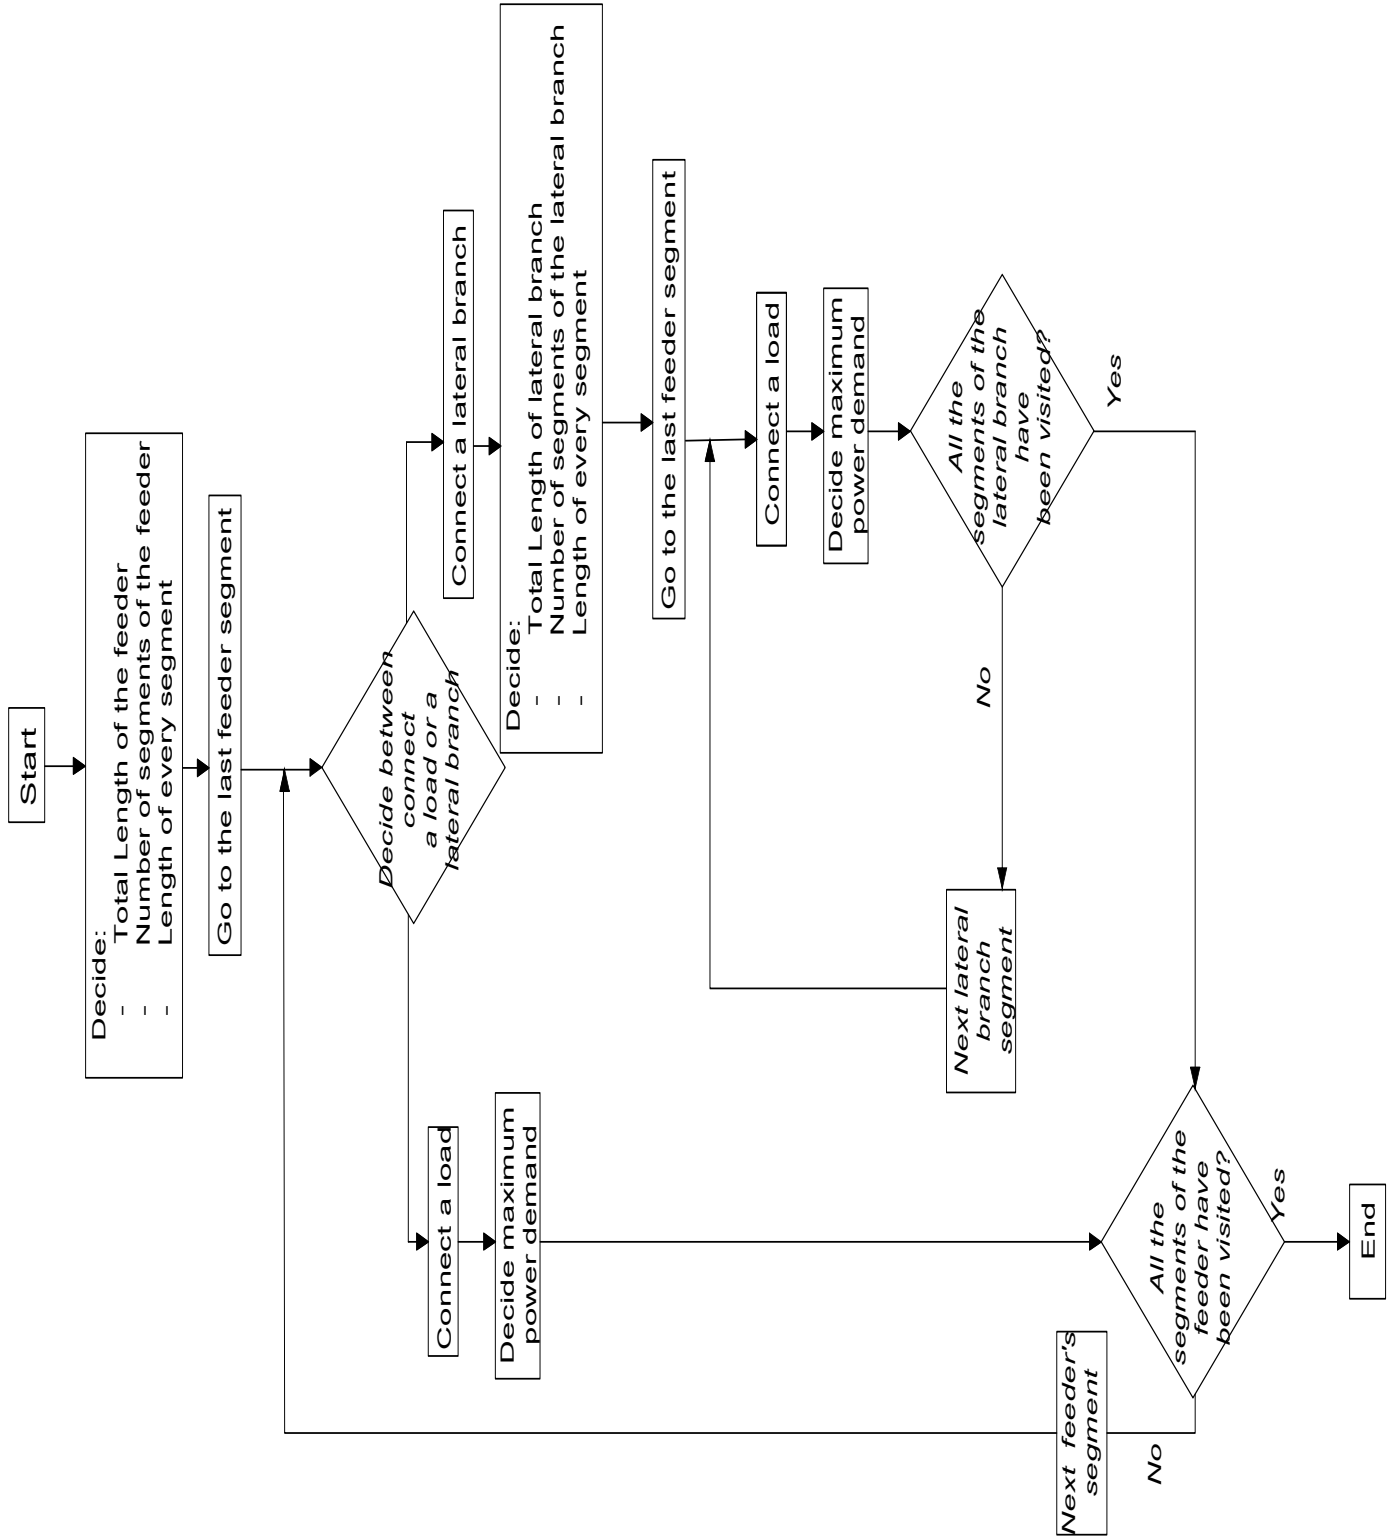 Start
Decide:
- Total Length of the feeder
- Number of segments of the feeder
- Length of every segment
Go to the last feeder segment
Decide between
connect
a load or a
lateral branch
Connect a load
Decide maximum
power demand
Connect a lateral branch
Decide:
- Total Length of lateral branch
- Number of segments of the lateral branch
- Length of every segment
Go to the last feeder segment
Connect a load
Decide maximum
power demand
All the
segments of the
lateral branch
have
been visited?
No
Yes
Next lateral
branch
segment
All the
segments of the
feeder have
been visited?
No
Yes
Next feeder's
segment
End